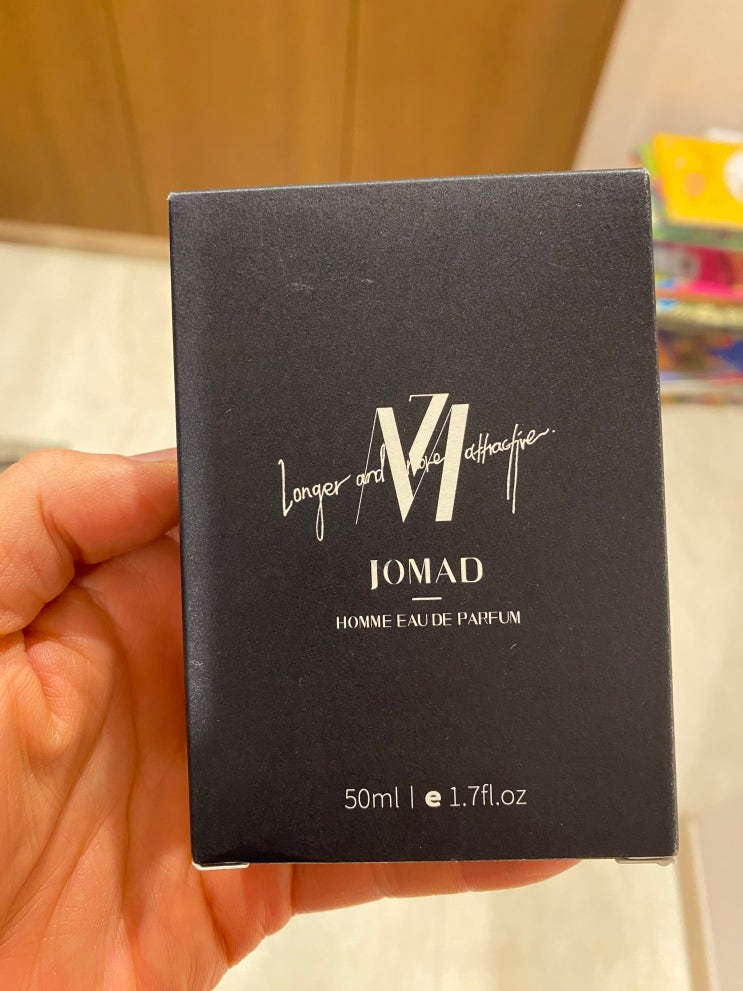 Longer and more attractive.
M
JOMAD
HOMME EAU DE PARFUM
50ml | e 1.7fl.oz